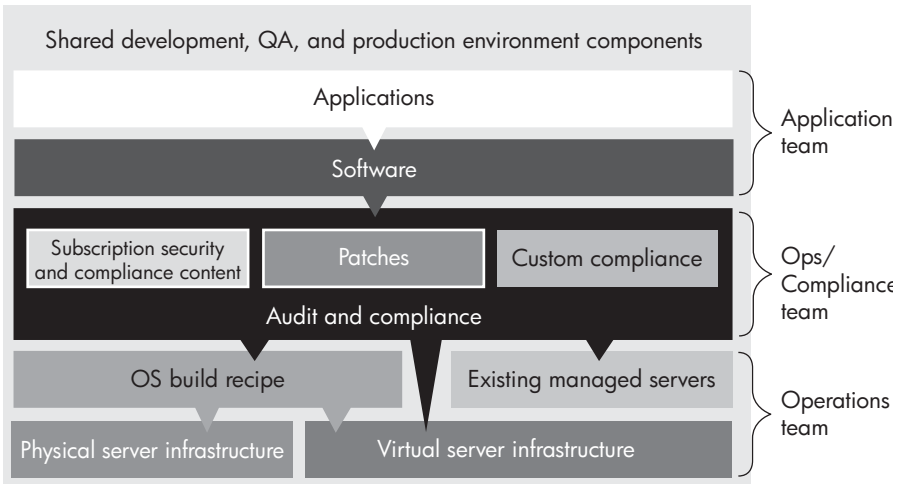 Shared development, QA, and production environment components
Applications
Application
team
Software
Subscription security
and compliance content
Patches
Custom compliance
Audit and compliance
Ops/
Compliance
team
OS build recipe
Existing managed servers
Physical server infrastructure
Virtual server infrastructure
Operations
team